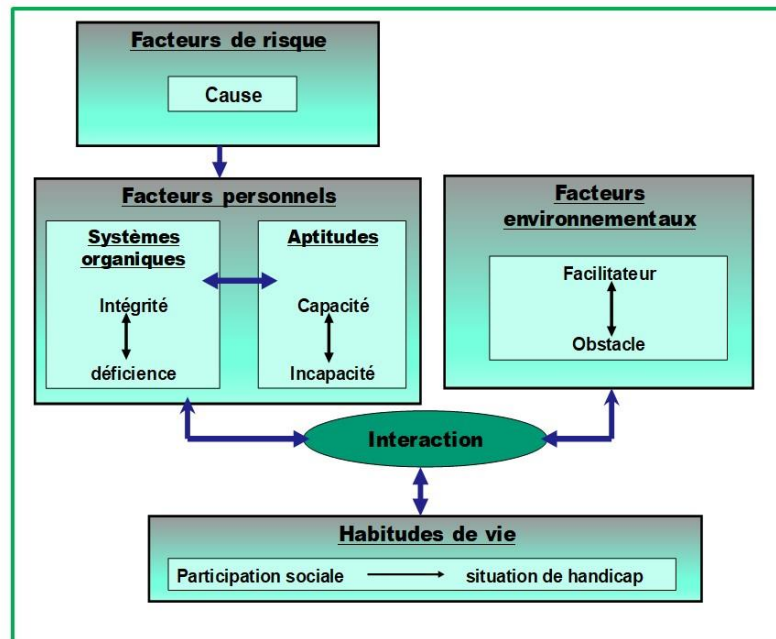 Facteurs de risque
Cause
Facteurs personnels
Systèmes
organiques
Intégrité
déficience
Aptitudes
Capacité
Incapacité
Facteurs
environnementaux
Facilitateur
Obstacle
Interaction
Habitudes de vie
Participation sociale situation de handicap